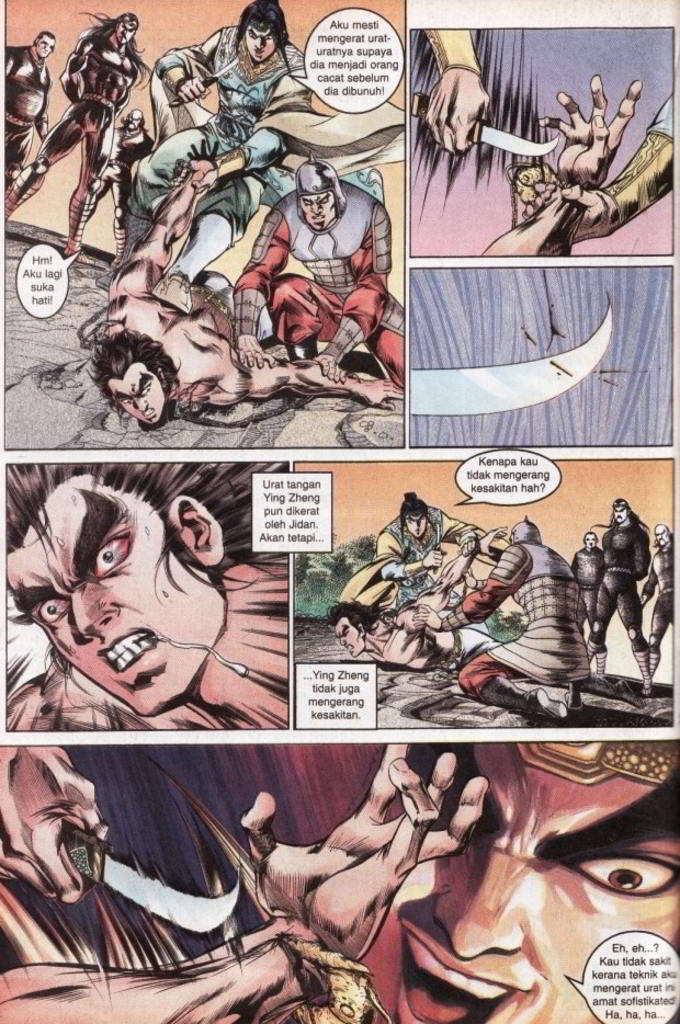 Aku mesti
mengerat urat-
uratnya supaya
dia menjadi orang
cacat sebelum
dia dibunuh!
Hm!
Aku lagi
suka
hati!
Urat tangan
Ying Zheng
pun dikerat
oleh Jidan.
Akan tetapi...
Kenapa kau
tidak mengerang
kesakitan hah?
...Ying Zheng
tidak juga
mengerang
kesakitan.
Eh, eh...?
Kau tidak sakit
kerana teknik aku
mengerat urat ini
amat sofistikated!
Ha, ha, ha...